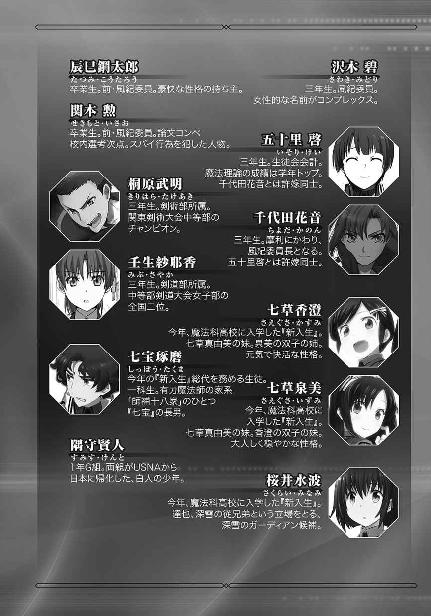 辰巳鋼太郎
たつみ・こうたろう
卒業生。前・風紀委員。豪快な性格の持ち主。
関本 勲
せきもと・いさお
卒業生。前・風紀委員。論文コンペ
校内選考次点。スパイ行為を犯した人物。
沢木 碧
さわき・みどり
三年生。風紀委員。
女性的な名前がコンプレックス。
五十里 啓
いそり・けい
三年生。生徒会会計。
魔法理論の成績は学年トップ。
千代田花音とは許嫁同士。
桐原武明
きりはら・たけあき
三年生。剣術部所属。
関東剣術大会中等部の
チャンピオン。
千代田花音
ちよだ・かのん
三年生。摩利にかわり、
風紀委員長となる。
五十里啓とは許嫁同士。
壬生紗耶香
みぶ・さやか
三年生。剣道部所属。
中等部剣道大会女子部の
全国二位。
七草香澄
さえぐさ・かすみ
今年、魔法科高校に入学した『新入生』。
七草真由美の妹。泉美の双子の姉。
元気で快活な性格。
七宝琢磨
しっぽう・たくま
今年の『新入生』総代を務める生徒。
一科生。有力魔法師の家系
『師補十八家』のひとつ
『七宝』の長男。
七草泉美
さえぐさ・いずみ
今年、魔法科高校に
入学した『新入生』。
七草真由美の妹。香澄の双子の妹。
大人しく穏やかな性格。
隅守賢人
すみす・けんと
1年G組。両親がUSNAから
日本に帰化した、白人の少年。
桜井水波
さくらい・みなみ
今年、魔法科高校に入学した『新入生』。
達也、深雪の従兄弟という立場をとる、
深雪のガーディアン候補。